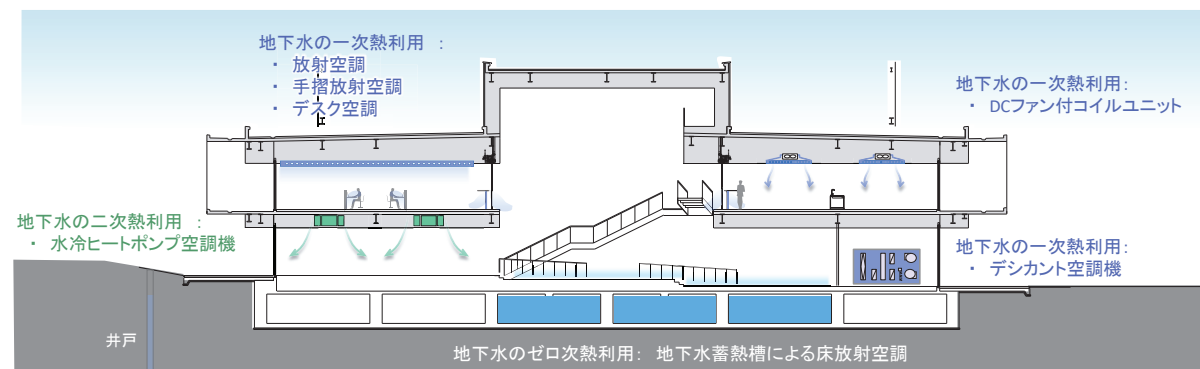 地下水の一次熱利用 ：
・ 放射空調
・ 手摺放射空調
・ デスク空調
地下水の一次熱利用：
・ DCファン付コイルユニット
地下水の二次熱利用 ：
・ 水冷ヒートポンプ空調機
地下水の一次熱利用：
・ デシカント空調機
井戸
地下水のゼロ次熱利用： 地下水蓄熱槽による床放射空調